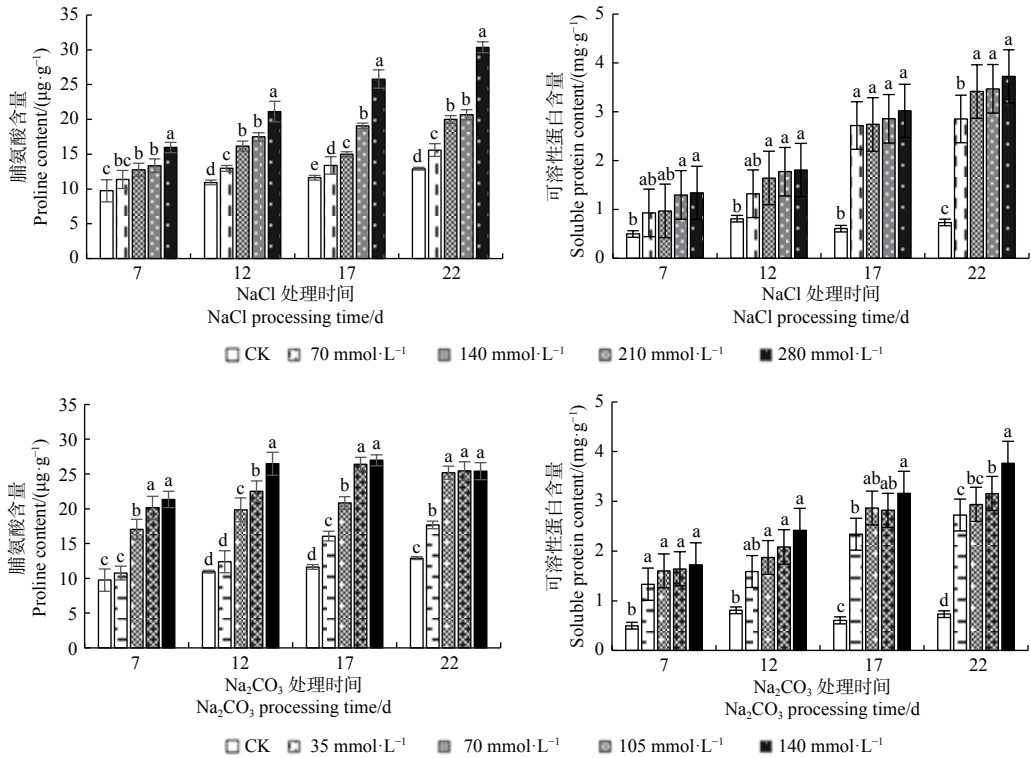 脯氨酸含量
Proline content/(μg·g⁻¹)
35
30
25
20
15
10
5
0
c bc b b a
d c b b a
e d c b a
d c b b a
7 12 17 22
NaCl 处理时间
NaCl processing time/d
可溶性蛋白含量
Soluble protein content/(mg·g⁻¹)
5
4
3
2
1
0
b ab ab a a
b ab a a a
b a a a a
c b a a a
7 12 17 22
NaCl 处理时间
NaCl processing time/d
CK 70 mmol·L⁻¹ 140 mmol·L⁻¹ 210 mmol·L⁻¹ 280 mmol·L⁻¹
脯氨酸含量
Proline content/(μg·g⁻¹)
35
30
25
20
15
10
5
0
c c b a a
d d c b a
d c b a a
c b a a a
7 12 17 22
Na₂CO₃ 处理时间
Na₂CO₃ processing time/d
可溶性蛋白含量
Soluble protein content/(mg·g⁻¹)
5
4
3
2
1
0
b a a a a
b ab a a a
c b ab ab a
d c bc b a
7 12 17 22
Na₂CO₃ 处理时间
Na₂CO₃ processing time/d
CK 35 mmol·L⁻¹ 70 mmol·L⁻¹ 105 mmol·L⁻¹ 140 mmol·L⁻¹